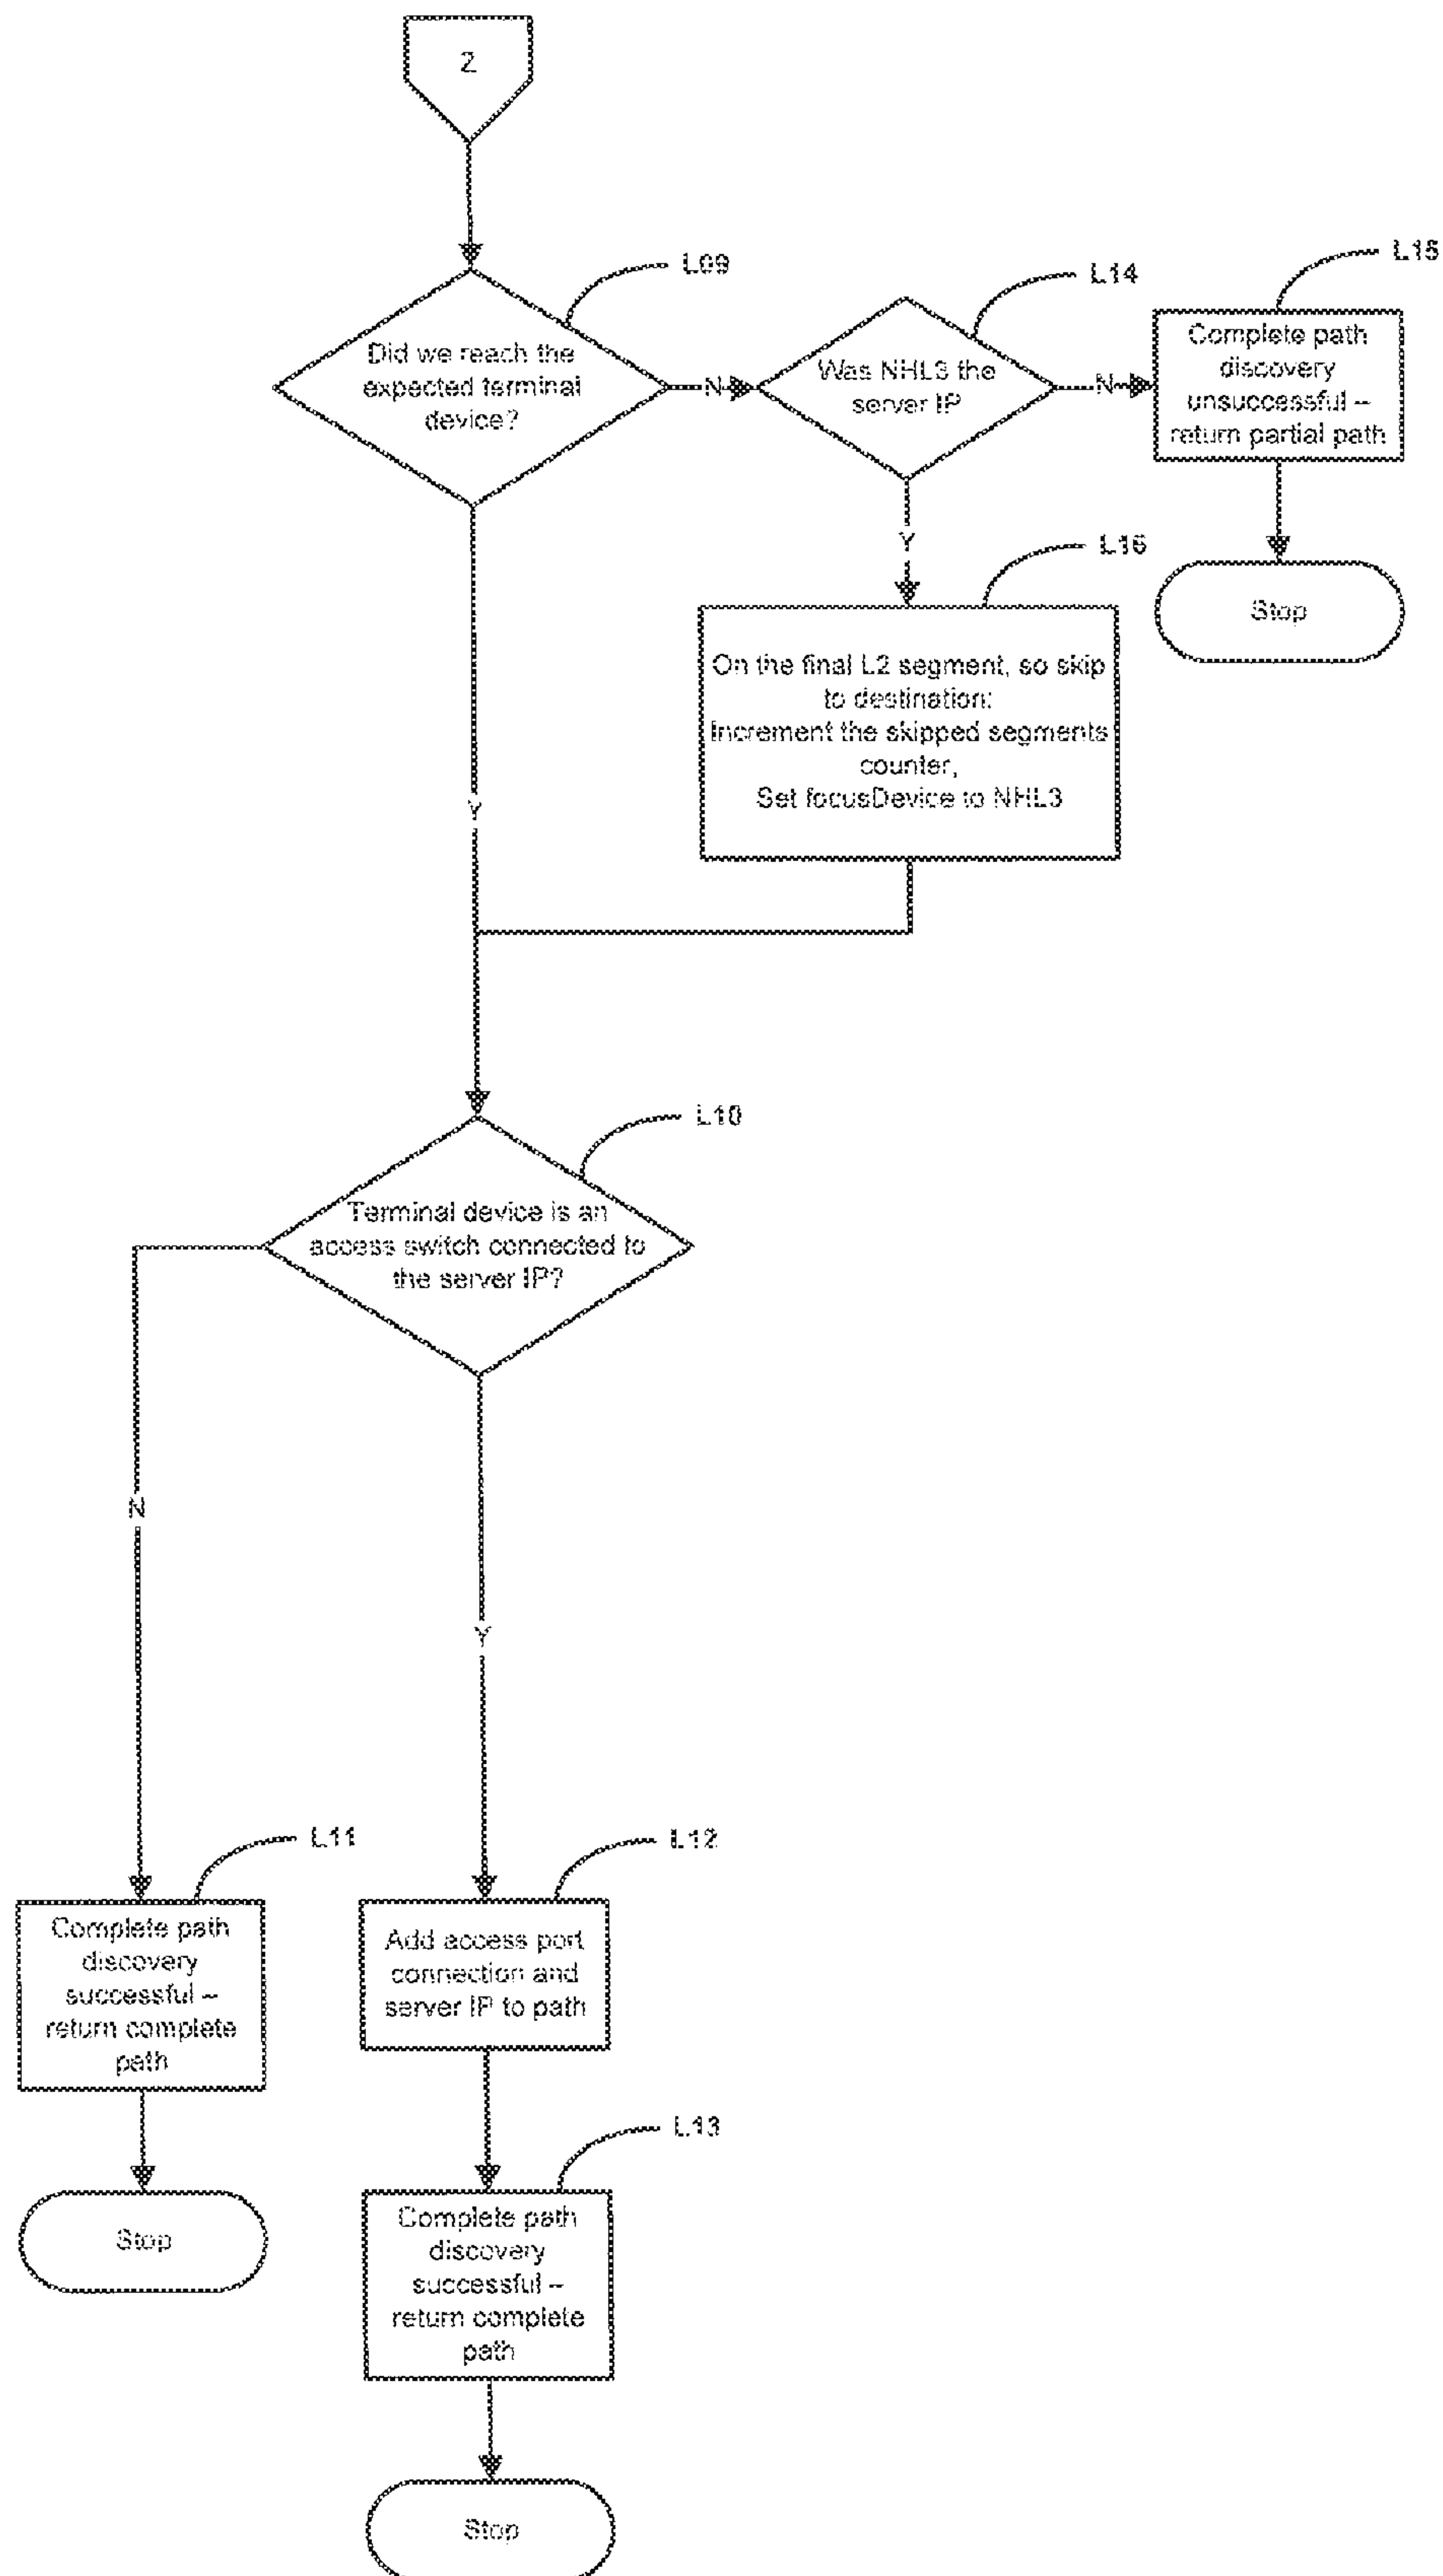 2
L09
Did we reach the
expected terminal
device?
N
L14
Was NHL3 the
server IP
N
L15
Complete path
discovery
unsuccessful –
return partial path
Stop
Y
L16
On the final L2 segment, so skip
to destination:
Increment the skipped segments
counter,
Set focusDevice to NHL3
Y
L10
Terminal device is an
access switch connected to
the server IP?
N
Y
L11
Complete path
discovery
successful –
return complete
path
Stop
L12
Add access port
connection and
server IP to path
L13
Complete path
discovery
successful –
return complete
path
Stop